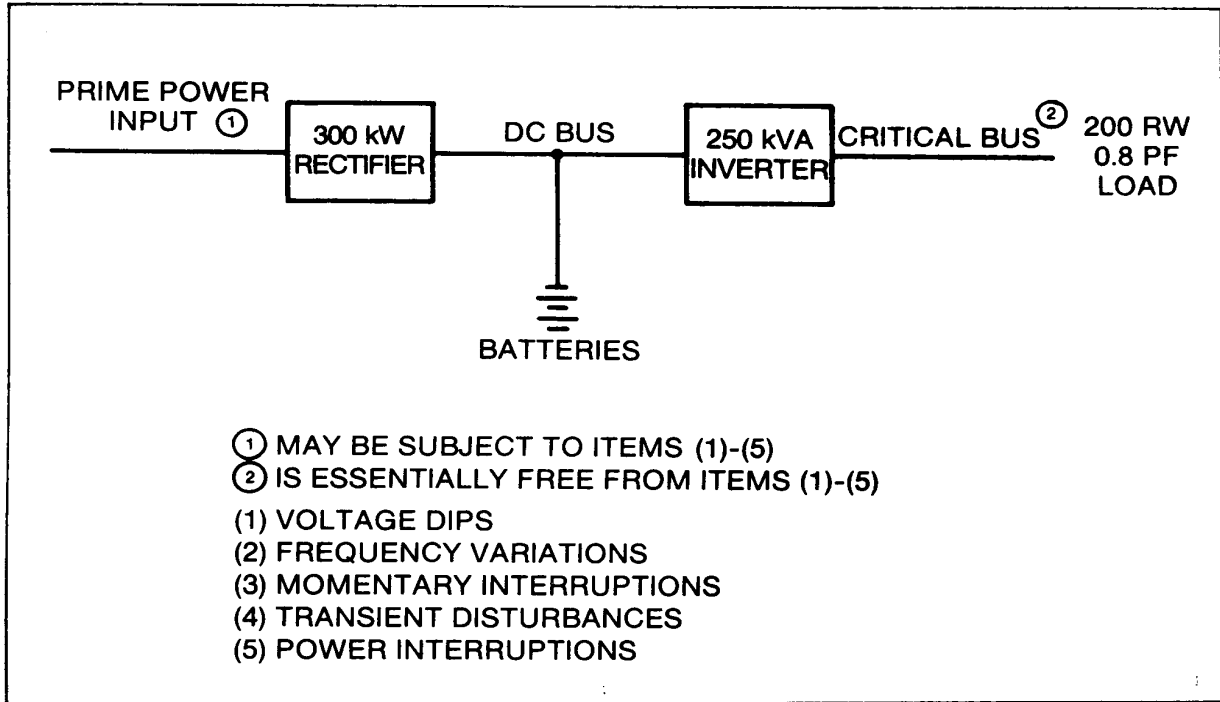 PRIME POWER
INPUT ①
300 kW
RECTIFIER
DC BUS
250 kVA
INVERTER
CRITICAL BUS ②
200 RW
0.8 PF
LOAD
BATTERIES
① MAY BE SUBJECT TO ITEMS (1)-(5)
② IS ESSENTIALLY FREE FROM ITEMS (1)-(5)
(1) VOLTAGE DIPS
(2) FREQUENCY VARIATIONS
(3) MOMENTARY INTERRUPTIONS
(4) TRANSIENT DISTURBANCES
(5) POWER INTERRUPTIONS